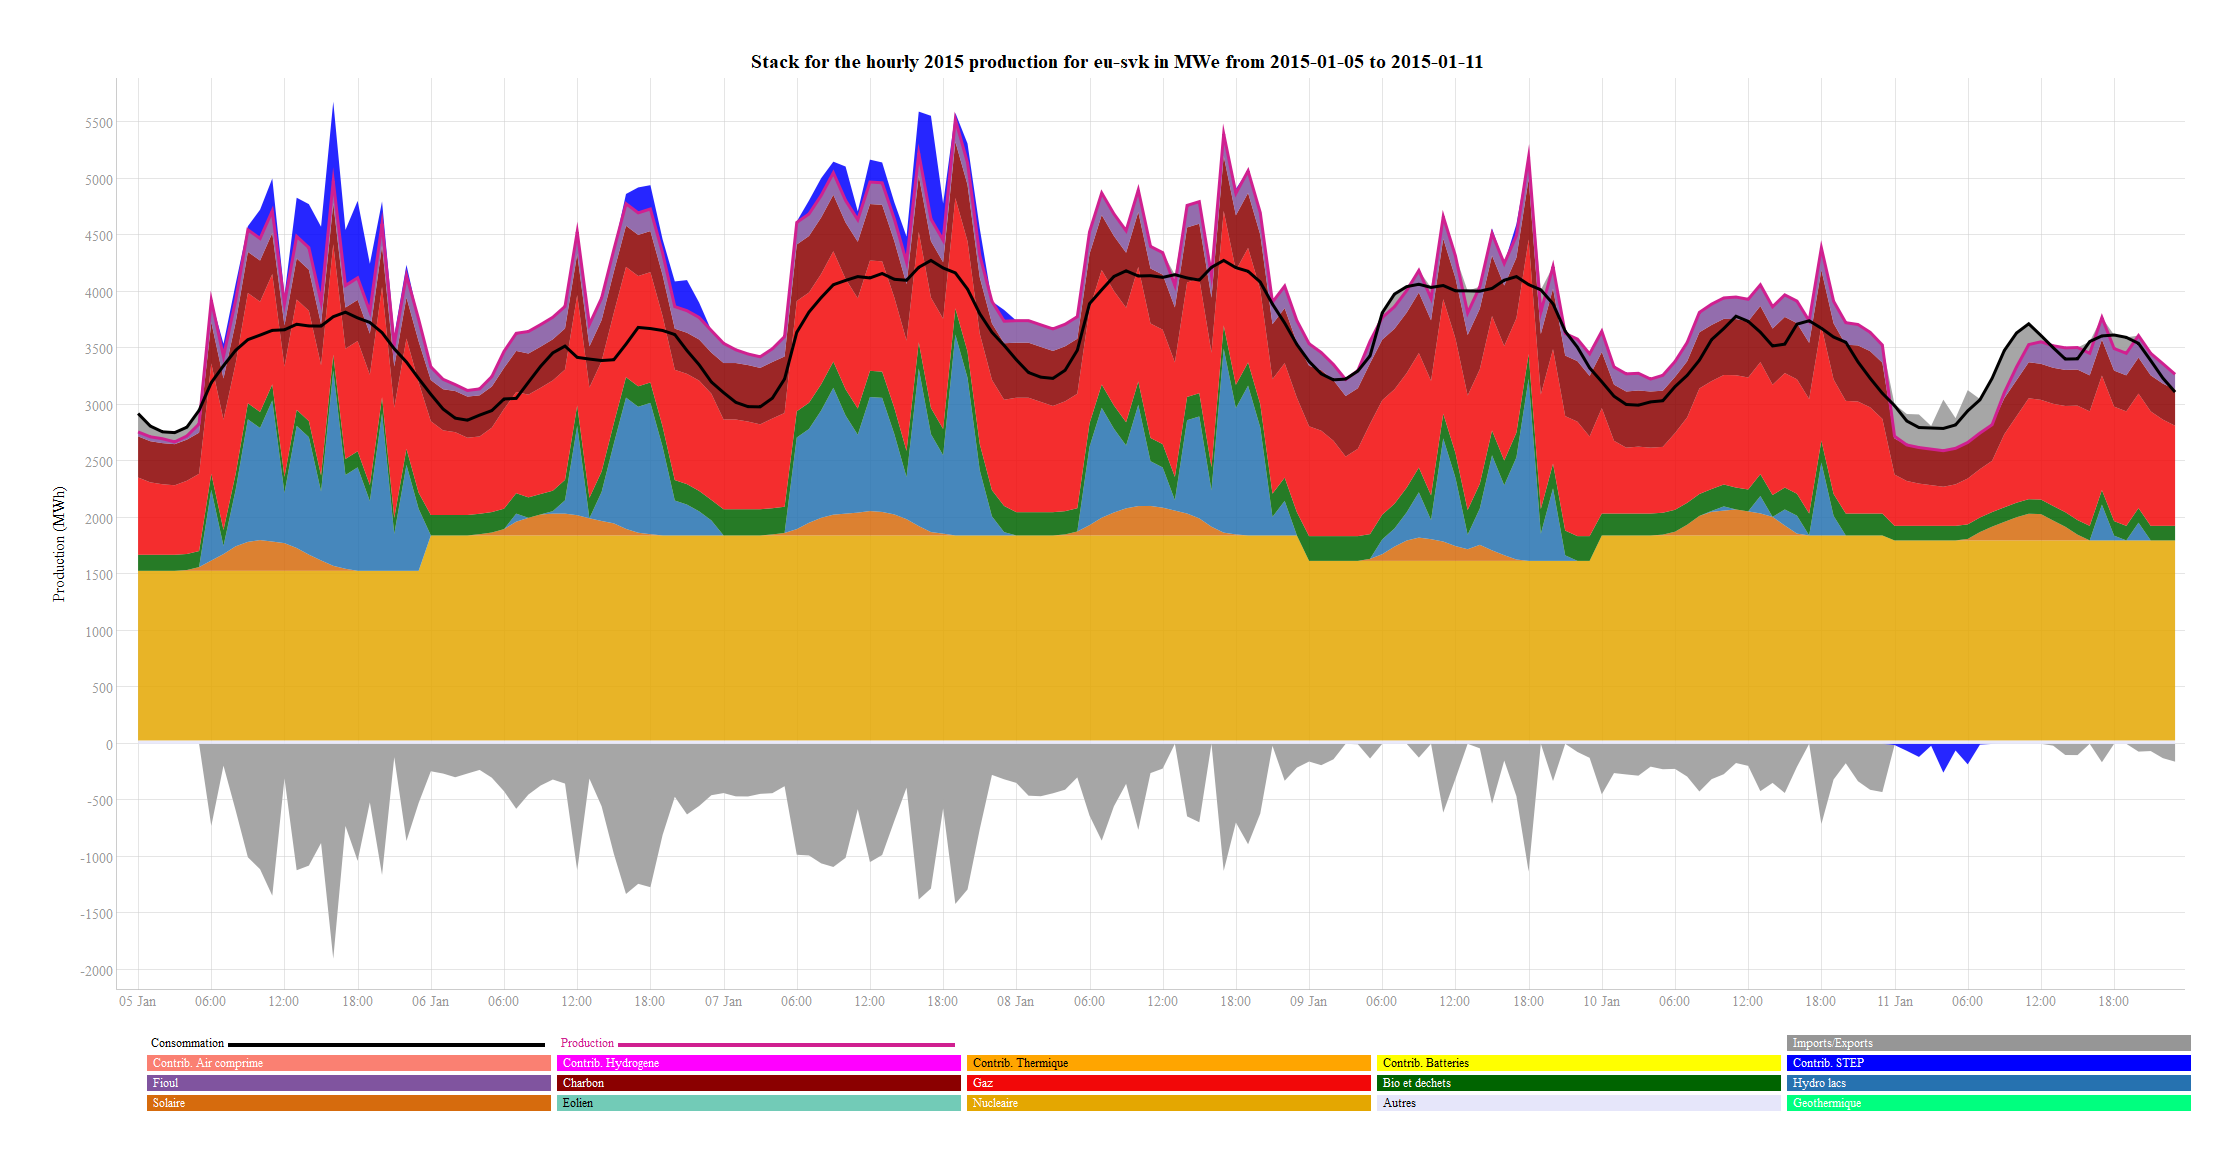 Stack for the hourly 2015 production for eu-svk in MWe from 2015-01-05 to 2015-01-11
Production (MWh)
5500
5000
4500
4000
3500
3000
2500
2000
1500
1000
500
0
-500
-1000
-1500
-2000
05 Jan 06:00 12:00 18:00 06 Jan 06:00 12:00 18:00 07 Jan 06:00 12:00 18:00 08 Jan 06:00 12:00 18:00 09 Jan 06:00 12:00 18:00 10 Jan 06:00 12:00 18:00 11 Jan 06:00 12:00 18:00
Consommation Production Imports/Exports
Contrib. Air comprime Contrib. Hydrogene Contrib. Thermique Contrib. Batteries Contrib. STEP
Fioul Charbon Gaz Bio et dechets Hydro lacs
Solaire Eolien Nucleaire Autres Geothermique